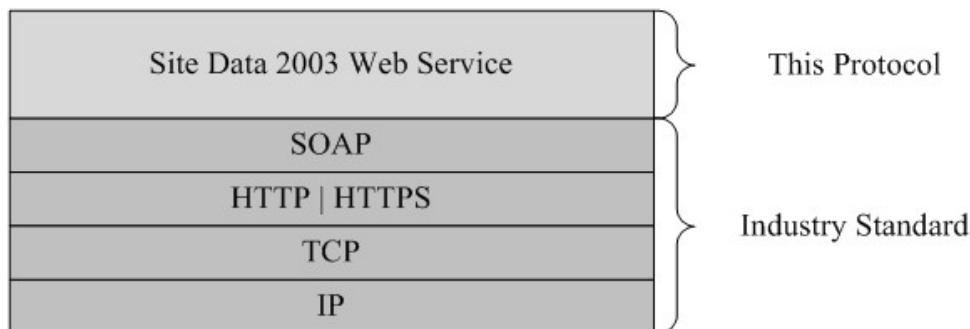 Site Data 2003 Web Service
This Protocol
SOAP
HTTP | HTTPS
Industry Standard
TCP
IP